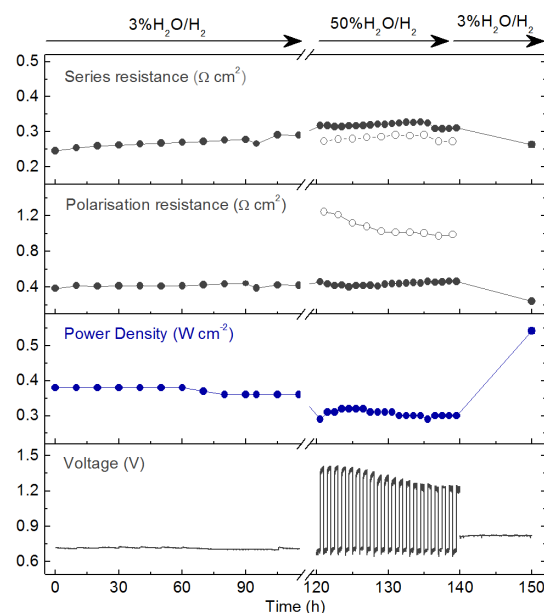 3%H₂O/H₂ 50%H₂O/H₂ 3%H₂O/H₂
0.5
Series resistance (Ω cm²)
0.4
0.3
0.2
Polarisation resistance (Ω cm²)
1.2
0.8
0.4
Power Density (W cm⁻²)
0.5
0.4
0.3
1.5
Voltage (V)
1.2
0.9
0.6
0 30 60 90 120 130 140 150
Time (h)